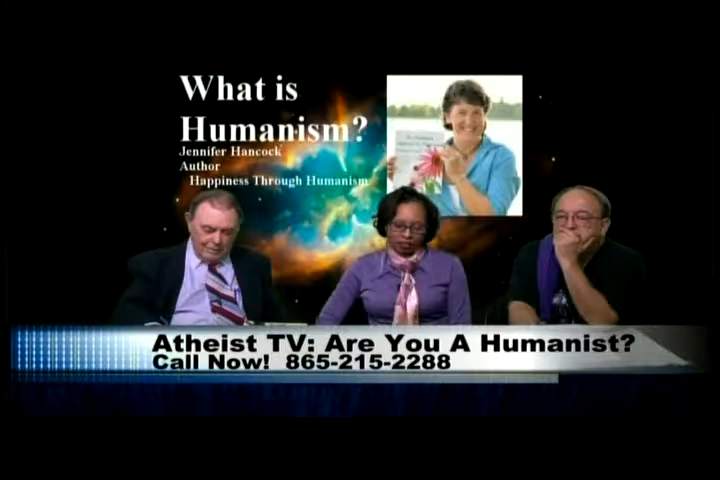 What is
Humanism?
Jennifer Hancock
Author
Happiness Through Humanism
Atheist TV: Are You A Humanist?
Call Now! 865-215-2288